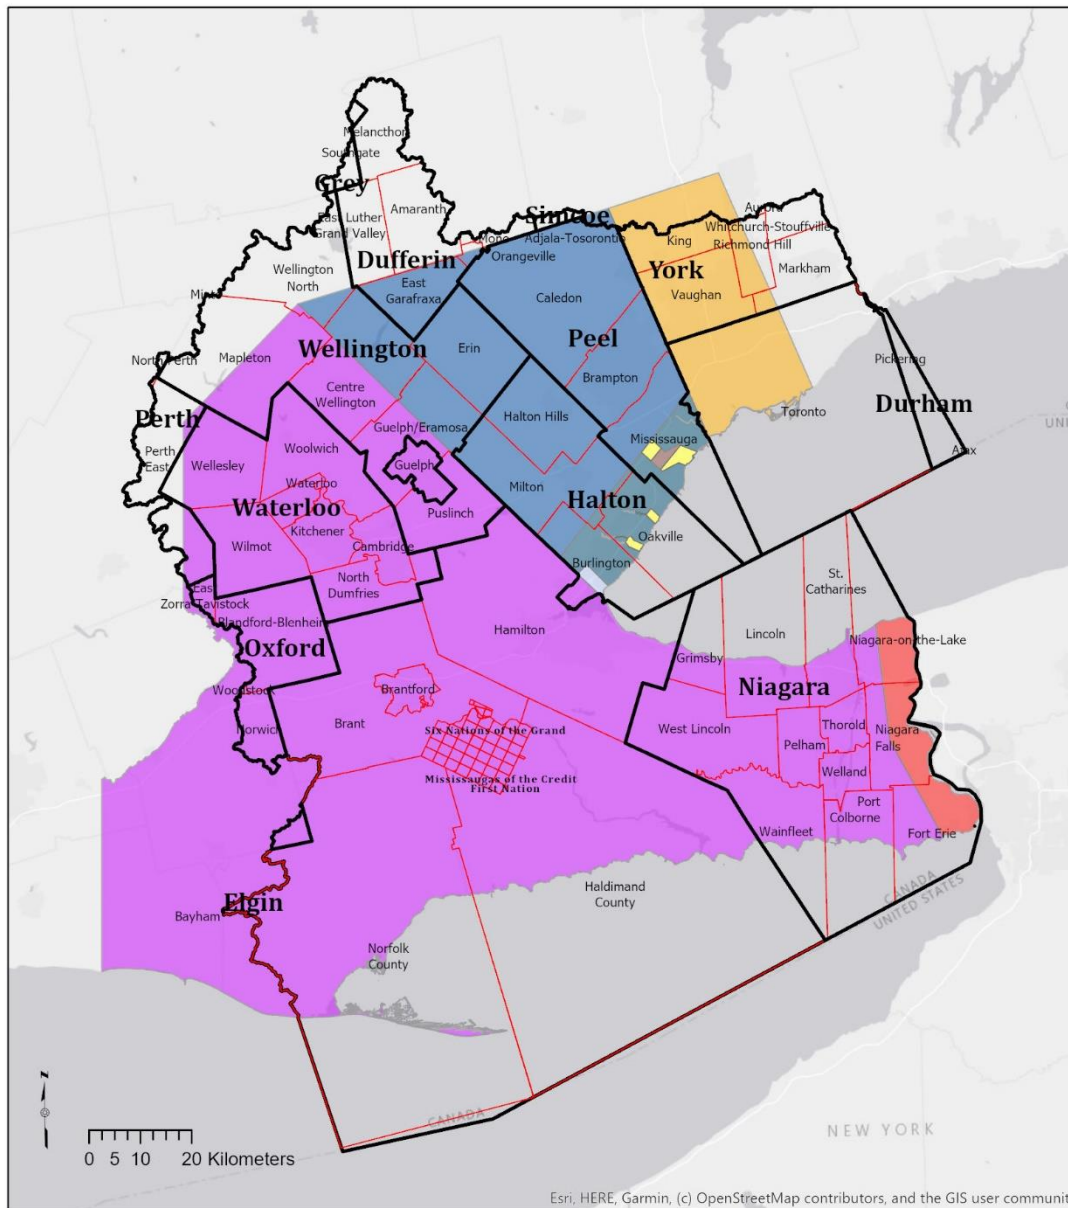 Melancthon
Southgate
Grey
East Luther
Grand Valley
Amaranth
Mono
Simcoe
Adjala-Tosorontio
Orangeville
Dufferin
Wellington
North
East
Garafraxa
Caledon
King
York
Vaughan
Aurora
Whitchurch-Stouffville
Richmond Hill
Markham
Minto
North Perth
Mapleton
Wellington
Erin
Peel
Brampton
Pickering
Toronto
Durham
Ajax
Perth
Perth
East
Centre
Wellington
Guelph/Eramosa
Halton Hills
Mississauga
Wellesley
Woolwich
Guelph
Waterloo
Waterloo
Kitchener
Puslinch
Milton
Halton
Oakville
Burlington
Wilmot
Cambridge
North
Dumfries
East
Zorra-Tavistock
Blandford-Blenheim
Oxford
Hamilton
St.
Catharines
Lincoln
Niagara-on-the-Lake
Grimsby
Niagara
Woodstock
Norwich
Brantford
Brant
Six Nations of the Grand
Mississaugas of the Credit
First Nation
West Lincoln
Thorold
Pelham
Niagara
Falls
Welland
Port
Colborne
Wainfleet
Fort Erie
Haldimand
County
CANADA
UNITED STATES
Elgin
Bayham
Norfolk
County
CANADA
NEW YORK
N
0 5 10 20 Kilometers
Esri, HERE, Garmin, (c) OpenStreetMap contributors, and the GIS user communit